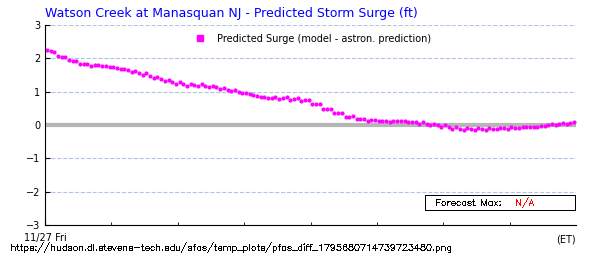 Watson Creek at Manasquan NJ - Predicted Storm Surge (ft)
3
Predicted Surge (model - astron. prediction)
2
1
0
−1
−2
Forecast Max: N/A
−3
11/27 Fri
(ET)
https://hudson.dl.stevens-tech.edu/sfas/temp_plots/pfas_diff_1795680714739723480.png